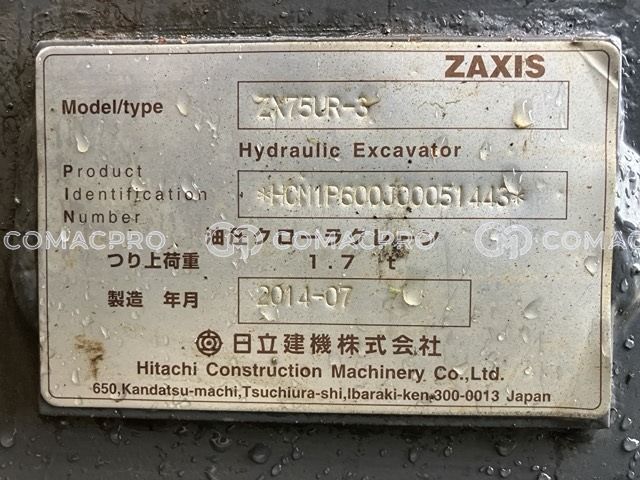 ZAXIS
Model/type ZX75UR-3
Hydraulic Excavator
Product
Identification *HCN1P600J00051443*
Number
COMACPRO COMACPRO COMACPRO
油圧クローラクレーン
つり上荷重 1.7 t
製造 年月 2014-07
日立建機株式会社
Hitachi Construction Machinery Co.,Ltd.
650,Kandatsu-machi,Tsuchiura-shi,Ibaraki-ken,300-0013 Japan